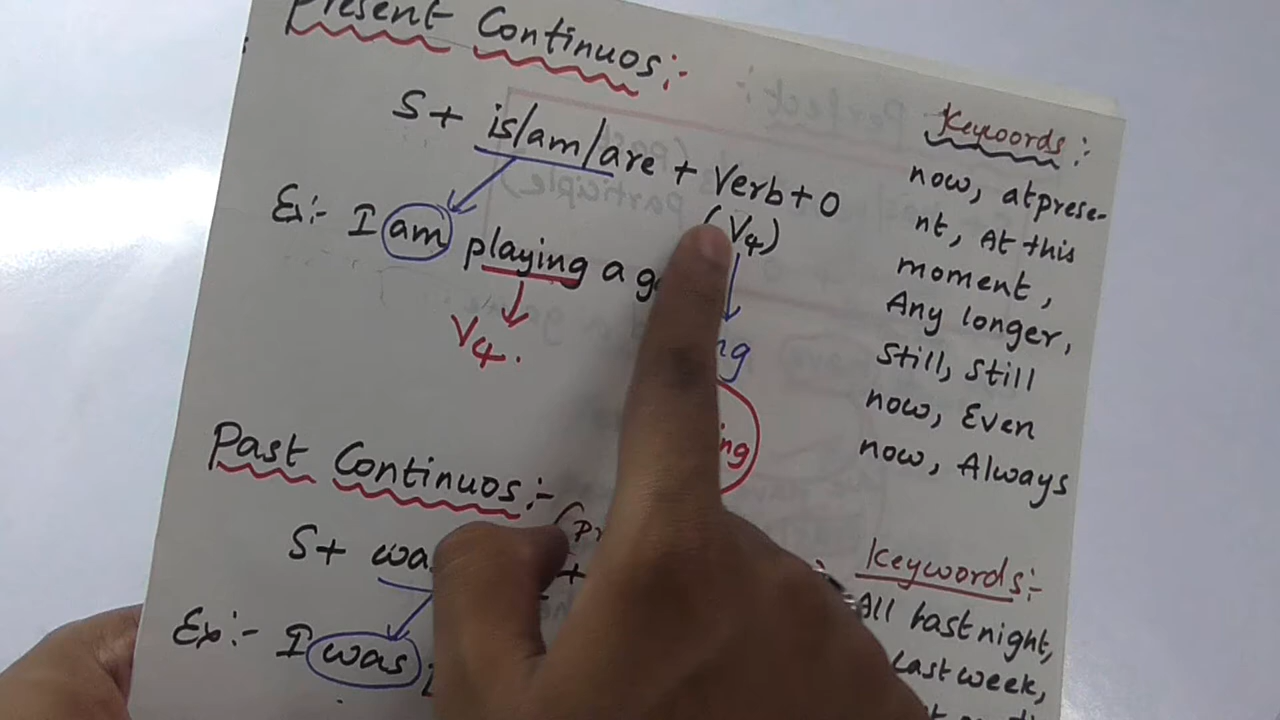 Present Continuos:-
S + is/am/are + Verb + O
(V4)
Ex:- I am playing a
V4.
Past Continuos:-
S +
+
Ex:- I was
Keywords:
now, atprese-
nt, At this
moment,
Any longer,
still, still
now, Even
now, Always
Keywords:-
All last night,
Last week,